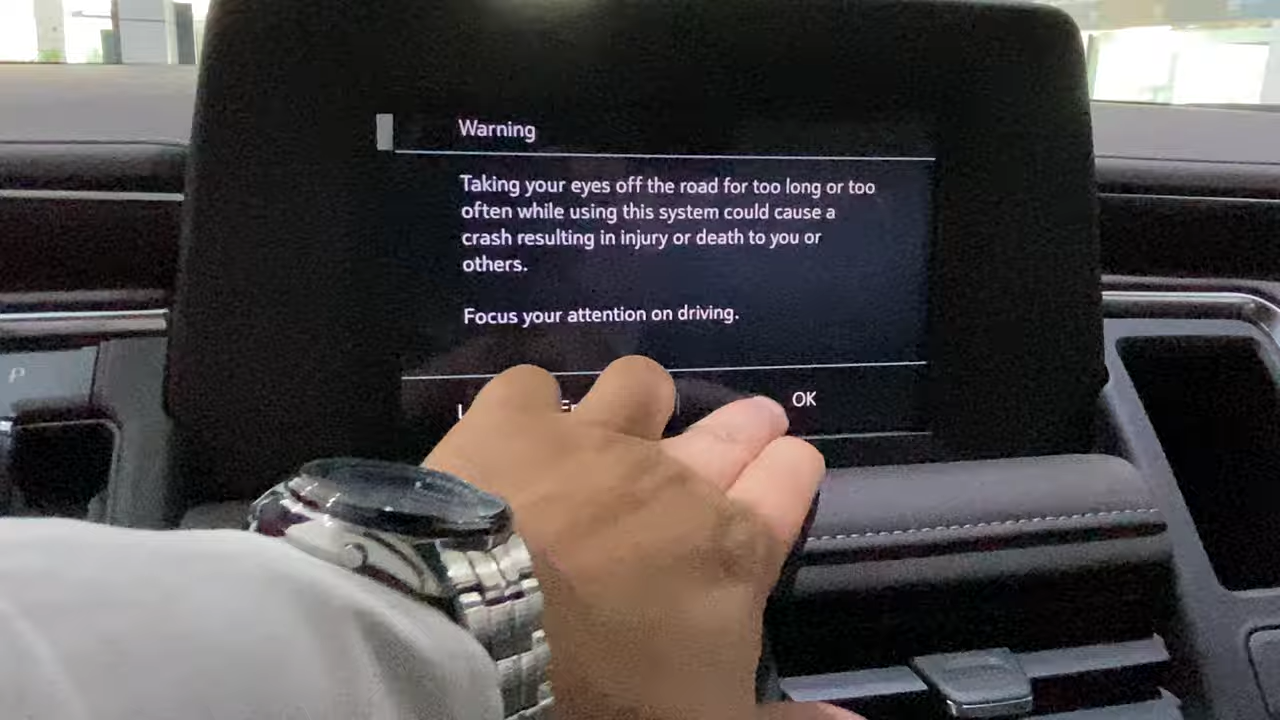 Warning
Taking your eyes off the road for too long or too
often while using this system could cause a
crash resulting in injury or death to you or
others.
Focus your attention on driving.
OK
P